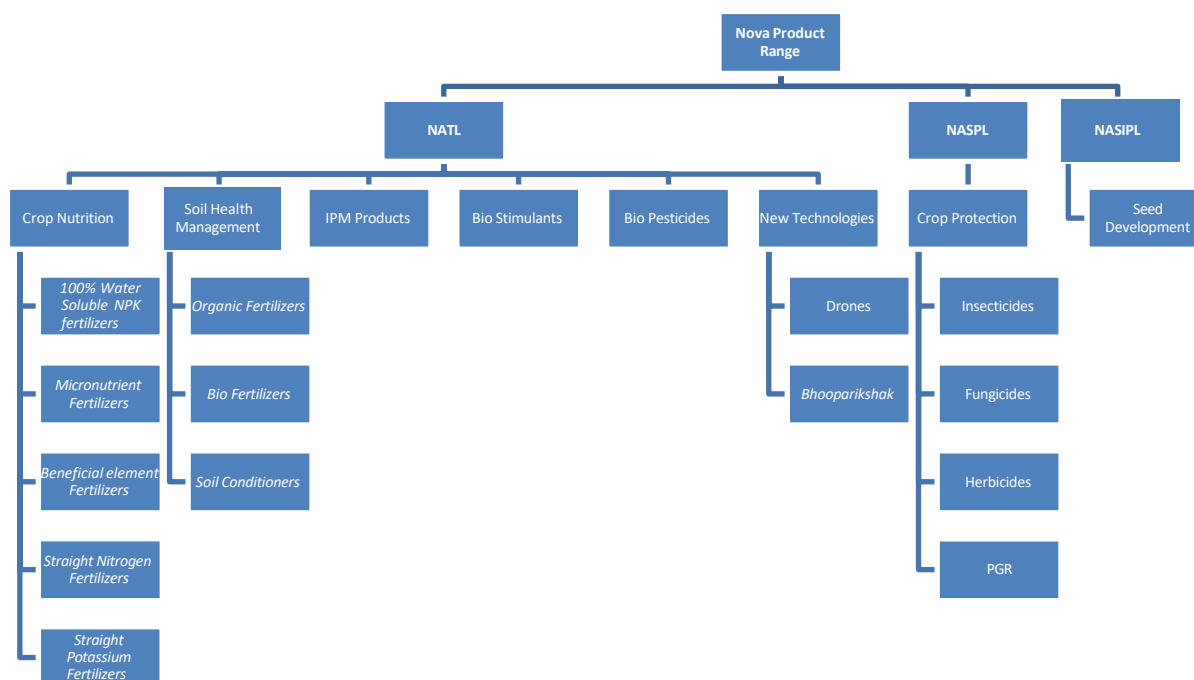 Nova Product
Range
NATL
NASPL
NASIPL
Crop Nutrition
Soil Health
Management
IPM Products
Bio Stimulants
Bio Pesticides
New Technologies
Crop Protection
Seed
Development
100% Water
Soluble NPK
fertilizers
Organic Fertilizers
Drones
Insecticides
Micronutrient
Fertilizers
Bio Fertilizers
Bhooparikshak
Fungicides
Beneficial element
Fertilizers
Soil Conditioners
Herbicides
Straight Nitrogen
Fertilizers
PGR
Straight
Potassium
Fertilizers